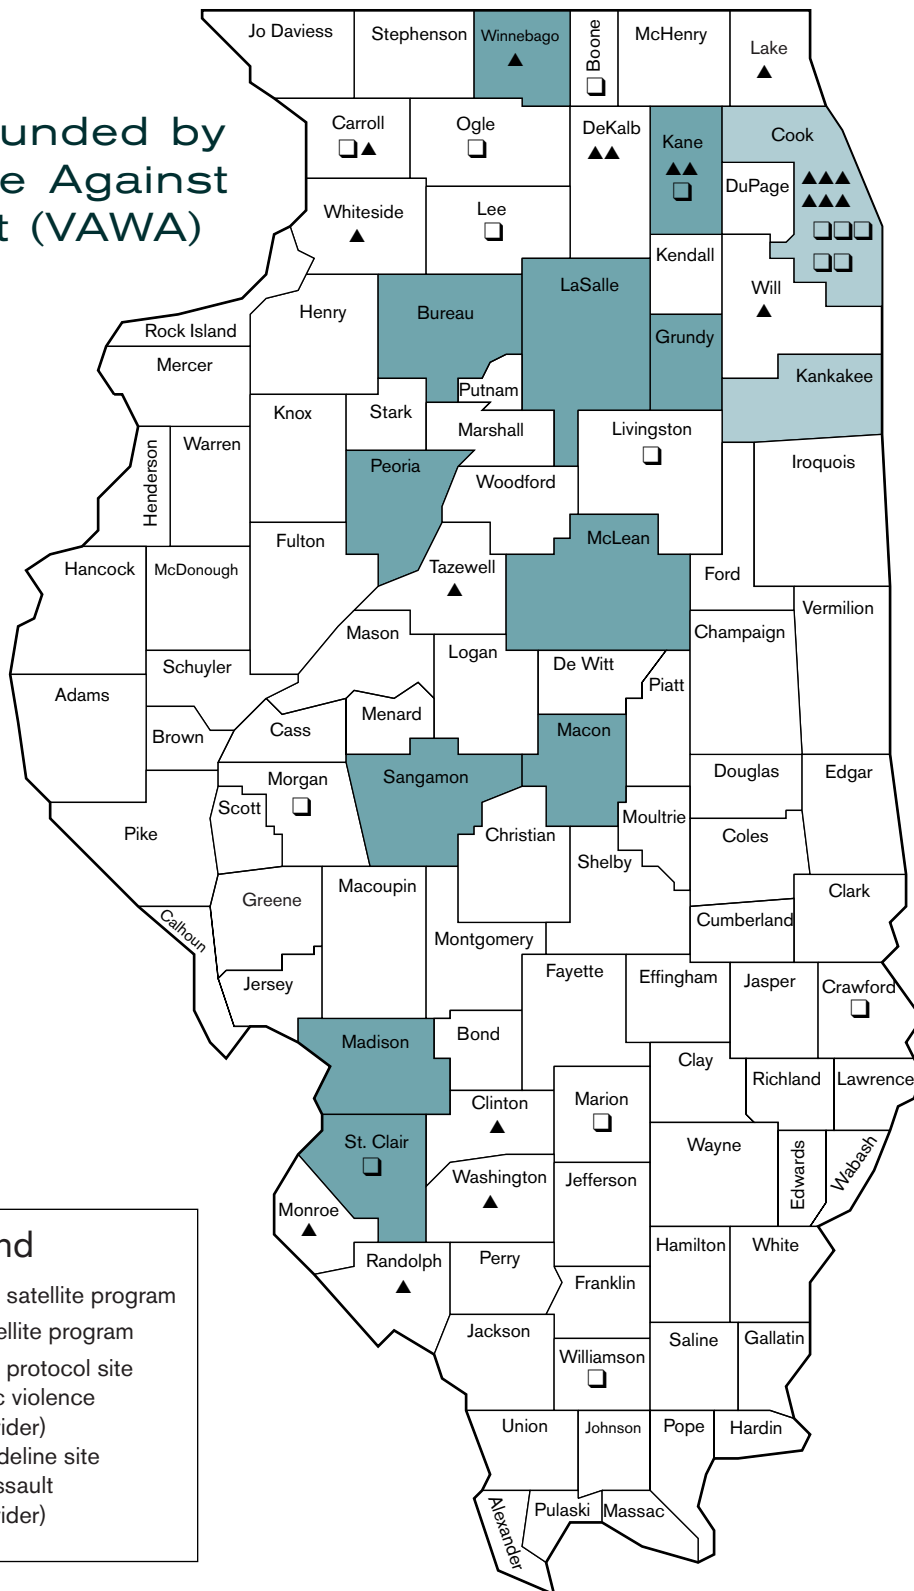 unded by
e Against
t (VAWA)
Jo Daviess
Stephenson
Winnebago
Boone
McHenry
Lake
Carroll
Ogle
DeKalb
Kane
Cook
DuPage
Whiteside
Lee
Kendall
Will
Rock Island
Henry
Bureau
LaSalle
Grundy
Mercer
Putnam
Kankakee
Knox
Stark
Marshall
Livingston
Henderson
Warren
Peoria
Woodford
Iroquois
Fulton
McLean
Hancock
McDonough
Tazewell
Ford
Vermilion
Mason
Logan
Champaign
Schuyler
De Witt
Piatt
Adams
Brown
Cass
Menard
Macon
Morgan
Sangamon
Douglas
Edgar
Scott
Pike
Christian
Moultrie
Coles
Shelby
Macoupin
Greene
Clark
Calhoun
Cumberland
Montgomery
Jersey
Fayette
Effingham
Jasper
Crawford
Madison
Bond
Clay
Richland
Lawrence
Clinton
Marion
St. Clair
Wayne
Edwards
Wabash
Washington
Jefferson
Monroe
Randolph
Perry
Hamilton
White
Franklin
Jackson
Saline
Gallatin
Williamson
Union
Johnson
Pope
Hardin
Alexander
Pulaski
Massac
nd
satellite program
ellite program
protocol site
c violence
ider)
deline site
ssault
ider)